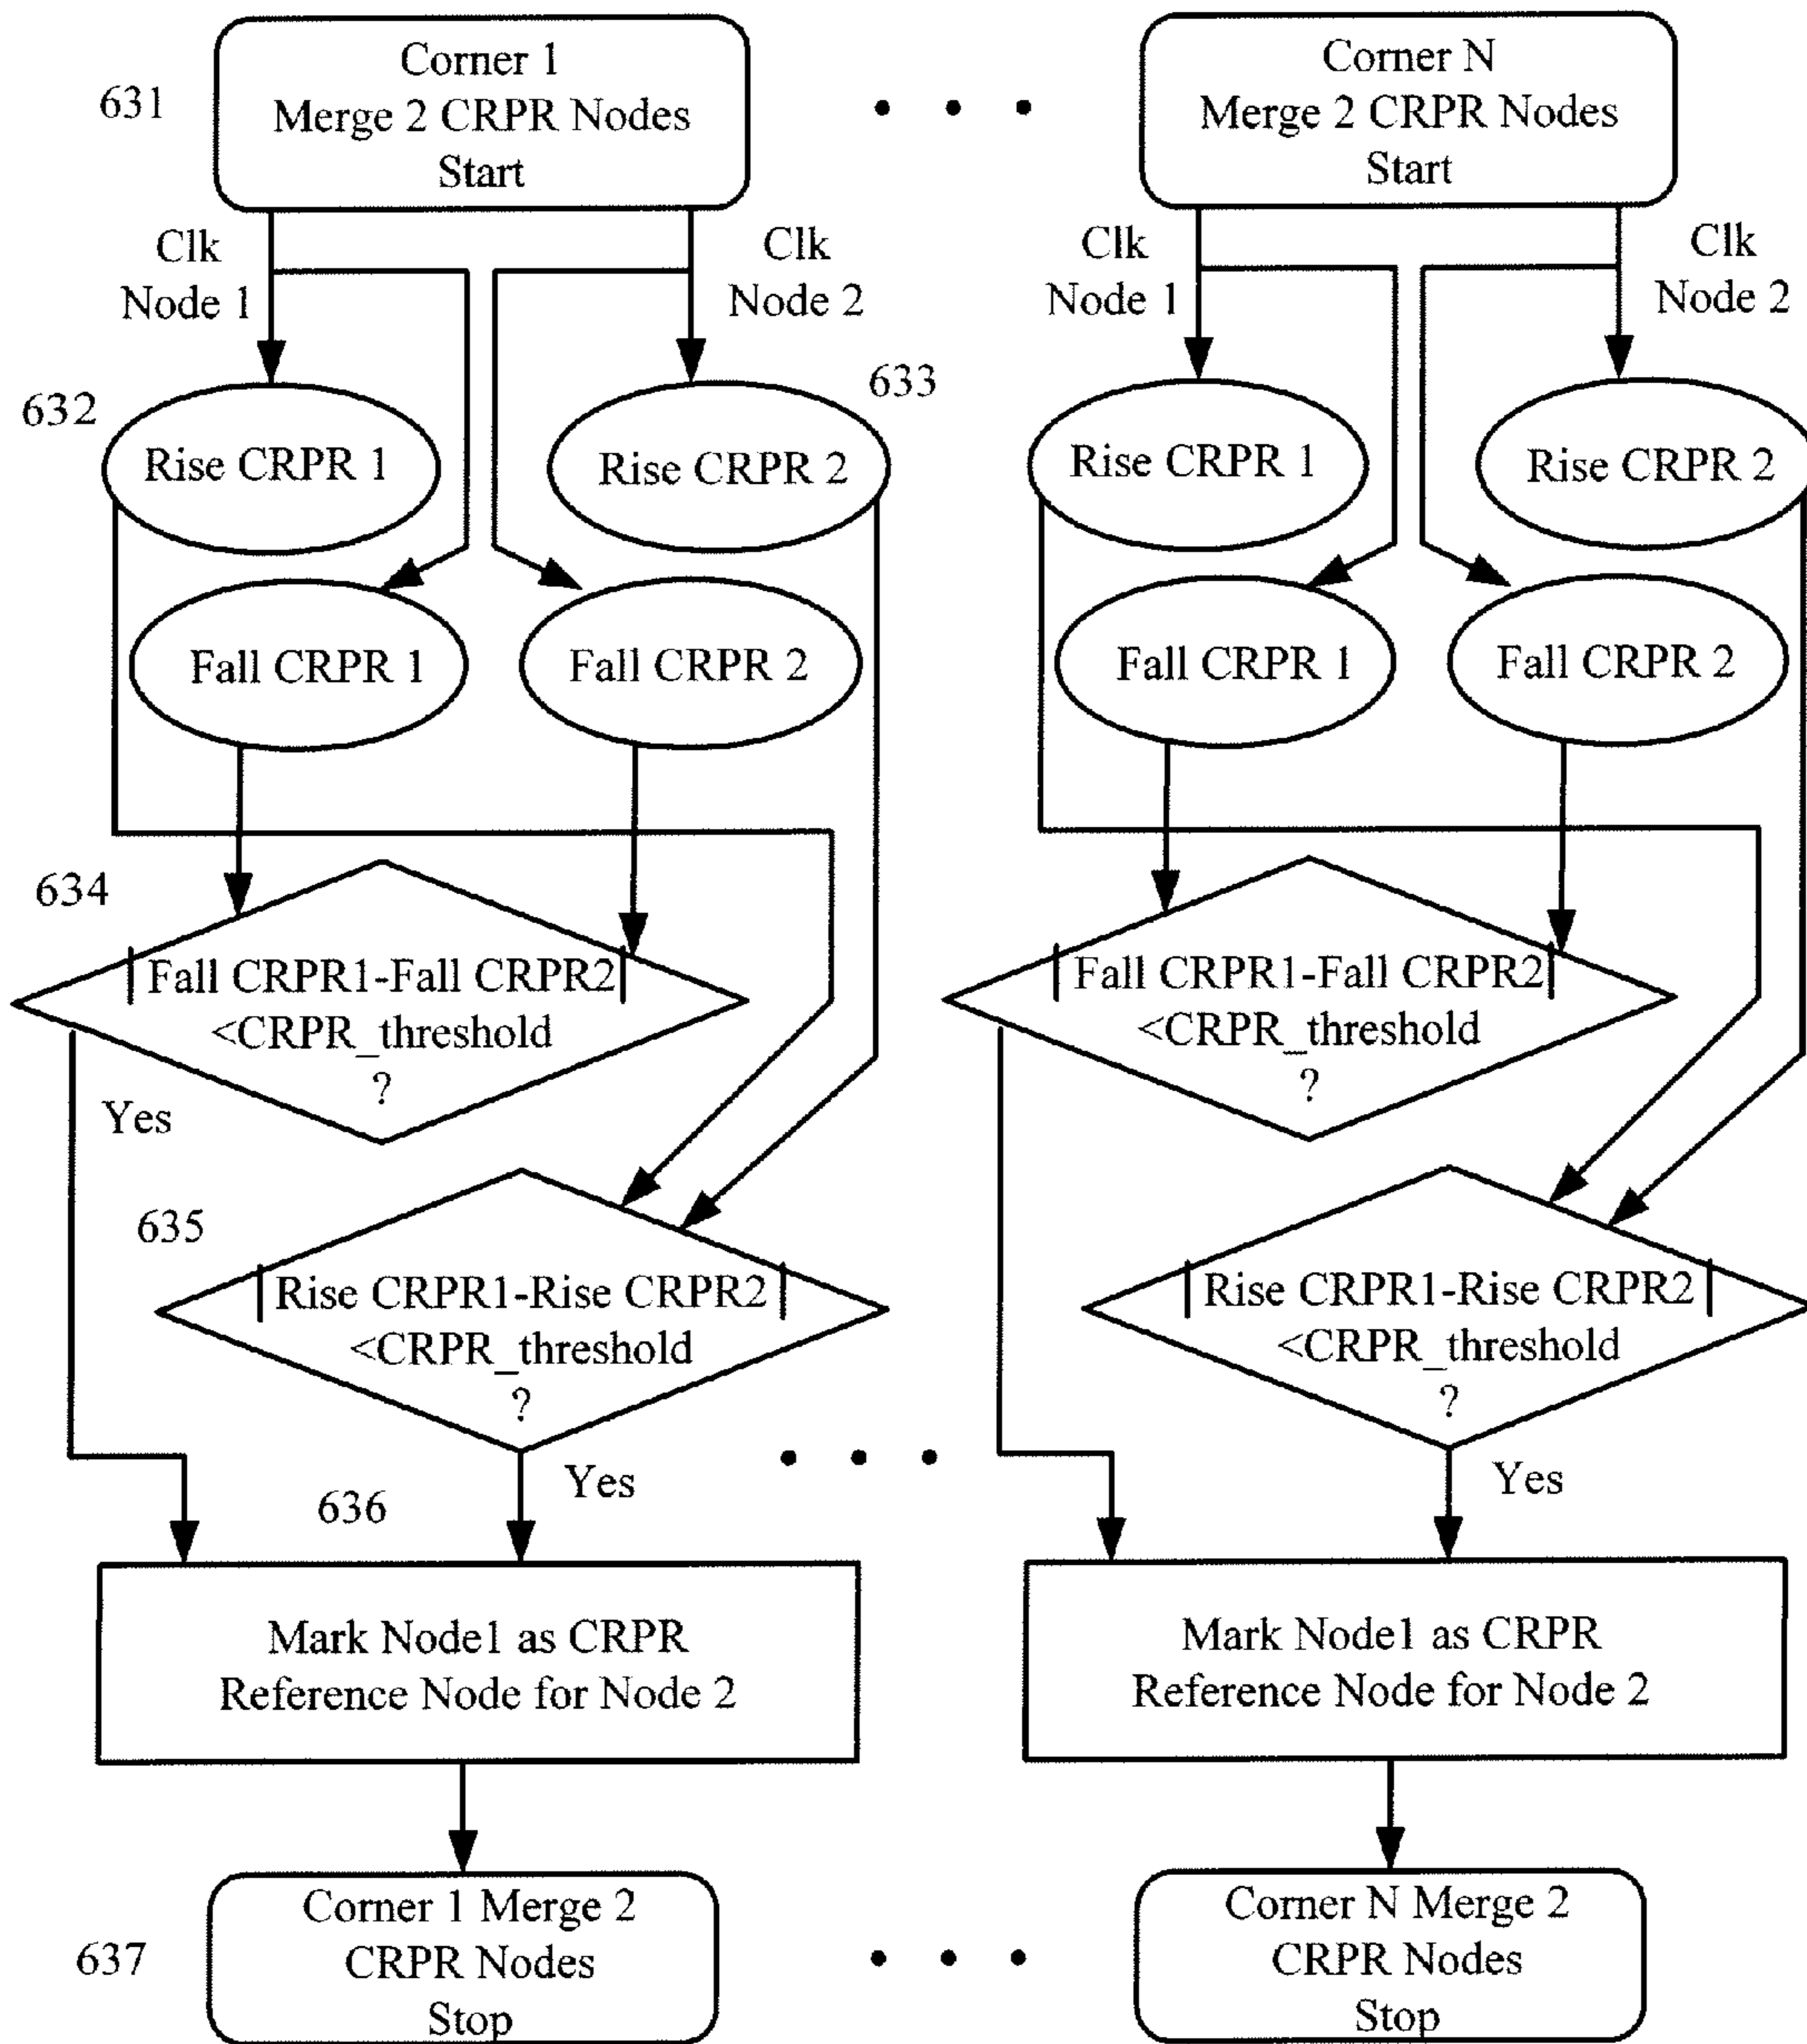 631
Corner 1
Merge 2 CRPR Nodes
Start
Corner N
Merge 2 CRPR Nodes
Start
Clk
Node 1
Clk
Node 2
Clk
Node 1
Clk
Node 2
632
633
Rise CRPR 1
Rise CRPR 2
Rise CRPR 1
Rise CRPR 2
Fall CRPR 1
Fall CRPR 2
Fall CRPR 1
Fall CRPR 2
634
| Fall CRPR1-Fall CRPR2 |
<CRPR_threshold
?
Yes
| Fall CRPR1-Fall CRPR2 |
<CRPR_threshold
?
635
| Rise CRPR1-Rise CRPR2 |
<CRPR_threshold
?
Yes
| Rise CRPR1-Rise CRPR2 |
<CRPR_threshold
?
Yes
636
Mark Node1 as CRPR
Reference Node for Node 2
Mark Node1 as CRPR
Reference Node for Node 2
637
Corner 1 Merge 2
CRPR Nodes
Stop
Corner N Merge 2
CRPR Nodes
Stop